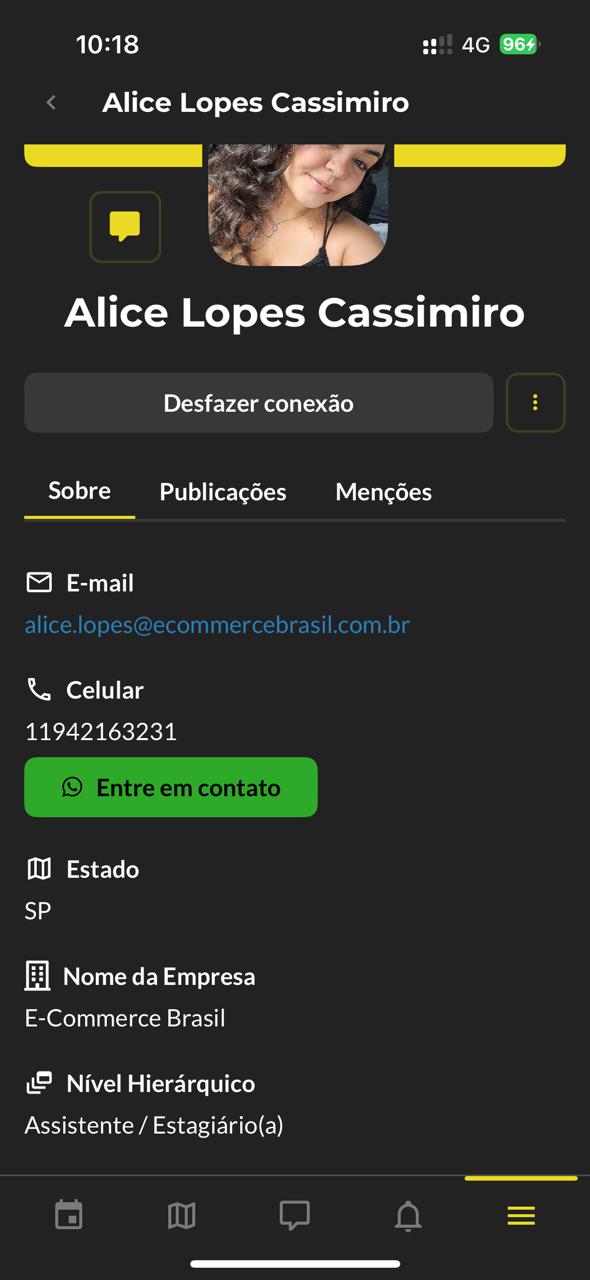 10:18
4G
96
Alice Lopes Cassimiro
Alice Lopes Cassimiro
Desfazer conexão
Sobre
Publicações
Menções
E-mail
alice.lopes@ecommercebrasil.com.br
Celular
11942163231
Entre em contato
Estado
SP
Nome da Empresa
E-Commerce Brasil
Nível Hierárquico
Assistente / Estagiário(a)